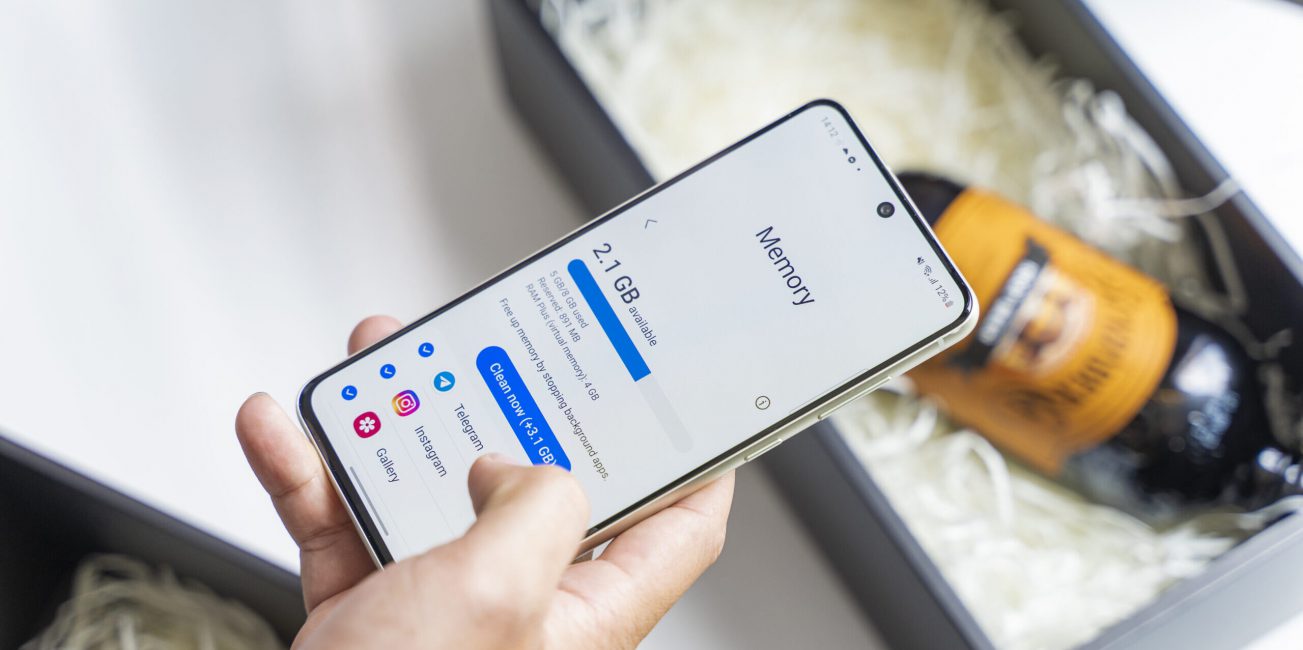 14:12
12%
Memory
2.1 GB available
5 GB/8 GB used
Reserved: 891 MB
RAM Plus (virtual memory): 4 GB
Free up memory by stopping background apps.
Clean now (+3.1 GB)
Telegram
Instagram
Gallery